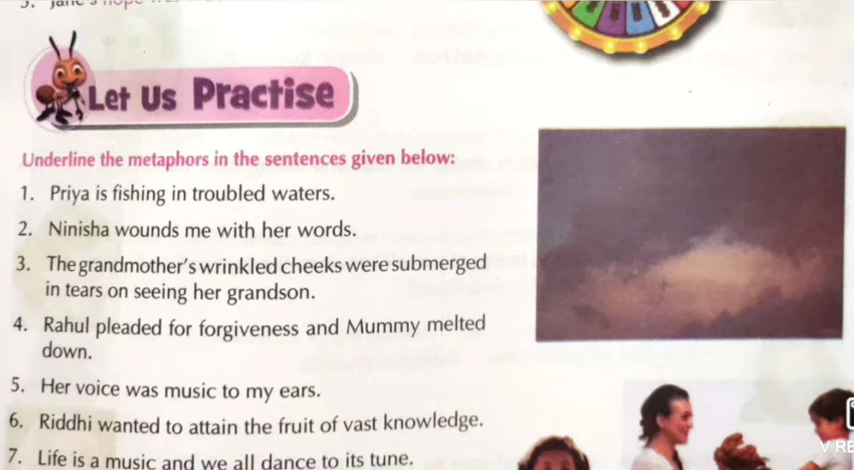 3. Jane's hope
Let Us Practise
Underline the metaphors in the sentences given below:
1. Priya is fishing in troubled waters.
2. Ninisha wounds me with her words.
3. The grandmother's wrinkled cheeks were submerged
in tears on seeing her grandson.
4. Rahul pleaded for forgiveness and Mummy melted
down.
5. Her voice was music to my ears.
6. Riddhi wanted to attain the fruit of vast knowledge.
7. Life is a music and we all dance to its tune.